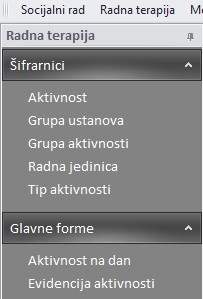 Socijalni rad Radna terapija
Radna terapija
Šifrarnici
Aktivnost
Grupa ustanova
Grupa aktivnosti
Radna jedinica
Tip aktivnosti
Glavne forme
Aktivnost na dan
Evidencija aktivnosti